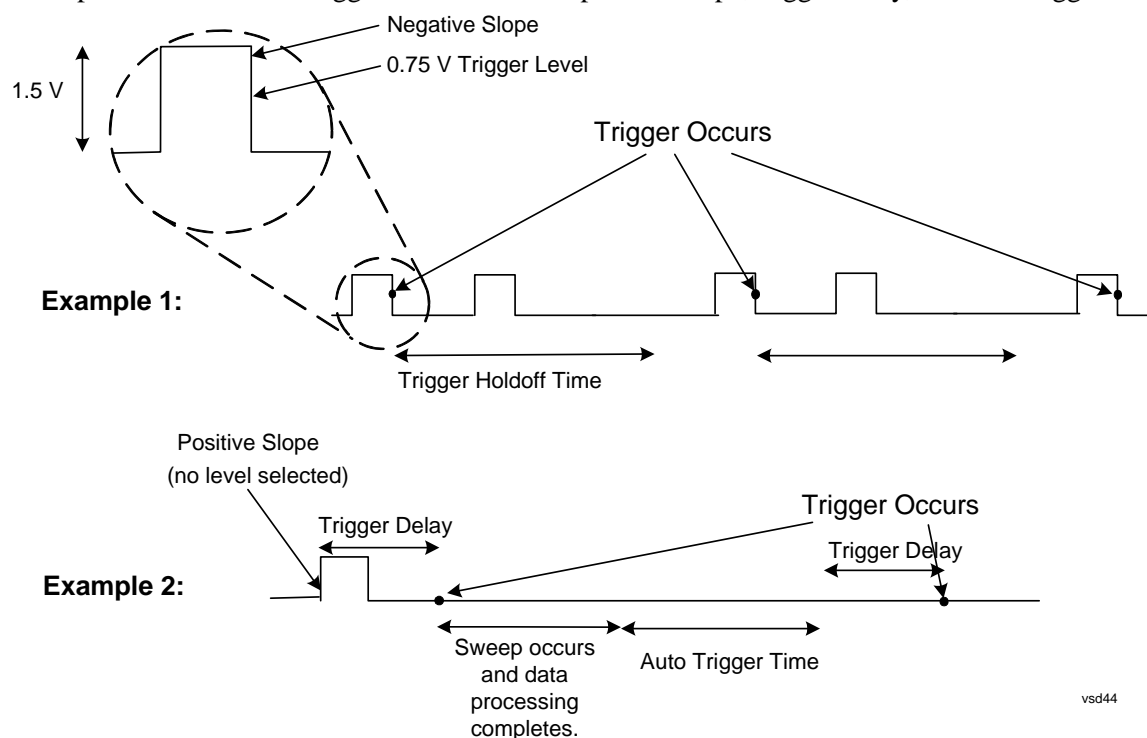 Negative Slope
0.75 V Trigger Level
1.5 V
Trigger Occurs
Example 1:
Trigger Holdoff Time
Positive Slope
(no level selected)
Trigger Delay
Trigger Occurs
Trigger Delay
Example 2:
Sweep occurs
and data
processing
completes.
Auto Trigger Time
vsd44